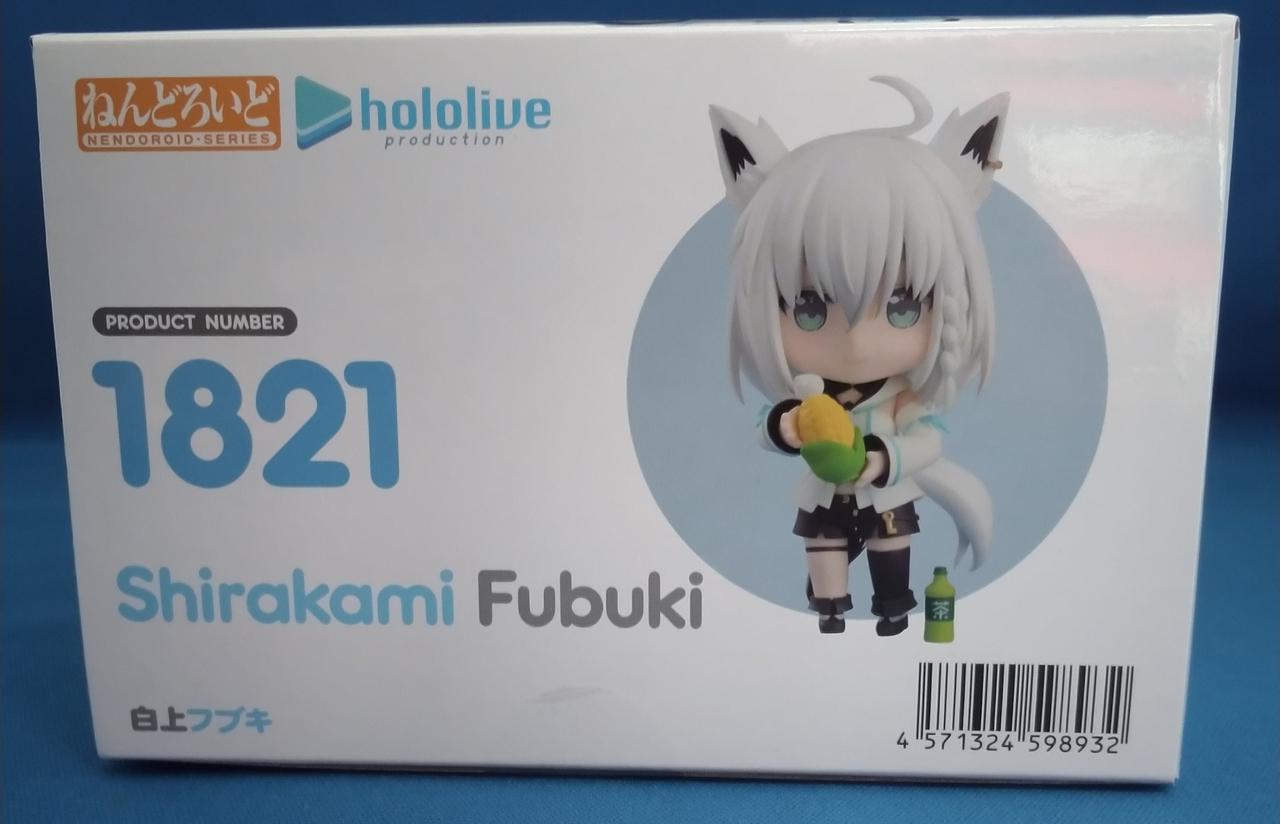 ねんどろいど
NENDOROID・SERIES
hololive
production
PRODUCT NUMBER
1821
Shirakami Fubuki
白上フブキ
茶
4 571324 598932